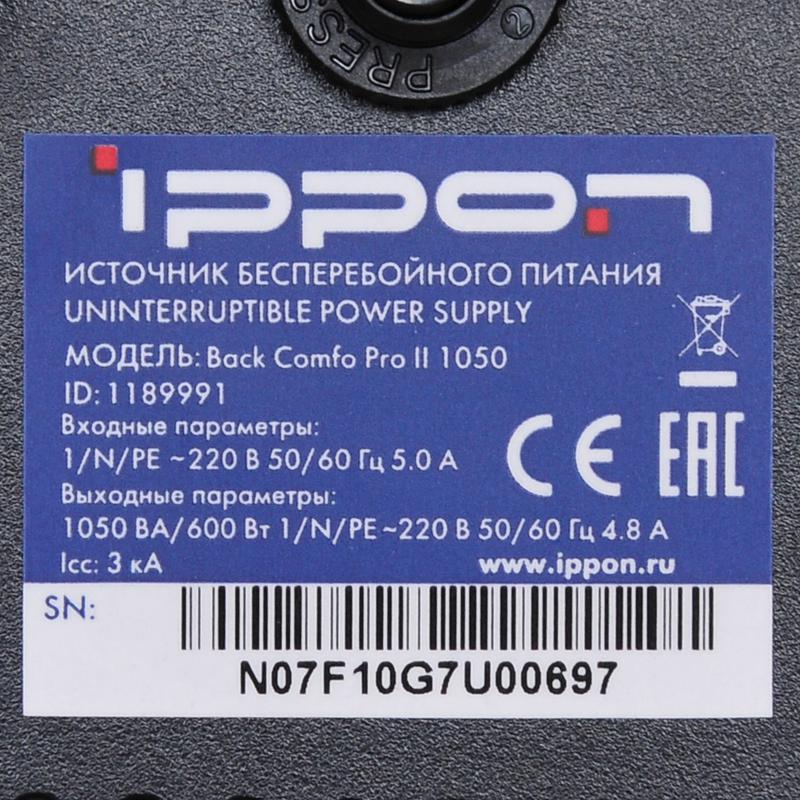 PRESS
2
ippon
ИСТОЧНИК БЕСПЕРЕБОЙНОГО ПИТАНИЯ
UNINTERRUPTIBLE POWER SUPPLY
МОДЕЛЬ: Back Comfo Pro II 1050
ID: 1189991
Входные параметры:
1/N/PE ~220 В 50/60 Гц 5.0 А
Выходные параметры:
1050 ВА/600 Вт 1/N/PE ~220 В 50/60 Гц 4.8 А
Icc: 3 кА
CE EAC
www.ippon.ru
SN:
N07F10G7U00697